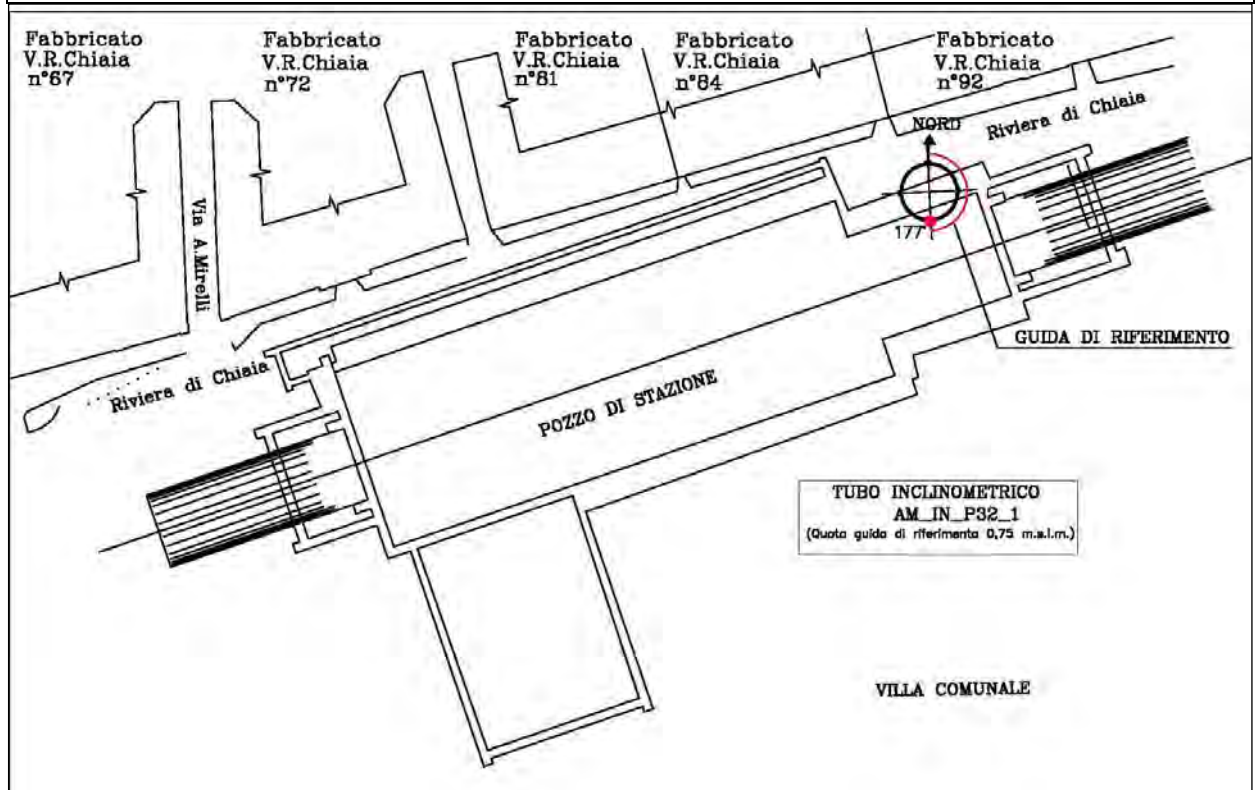 Fabbricato
V.R.Chiaia
n°67
Fabbricato
V.R.Chiaia
n°72
Fabbricato
V.R.Chiaia
n°81
Fabbricato
V.R.Chiaia
n°84
Fabbricato
V.R.Chiaia
n°92
NORD
Riviera di Chiaia
Via A.Mirelli
177°
GUIDA DI RIFERIMENTO
Riviera di Chiaia
POZZO DI STAZIONE
TUBO INCLINOMETRICO
AM_IN_P32_1
(Quota guida di riferimento 0,75 m.s.l.m.)
VILLA COMUNALE